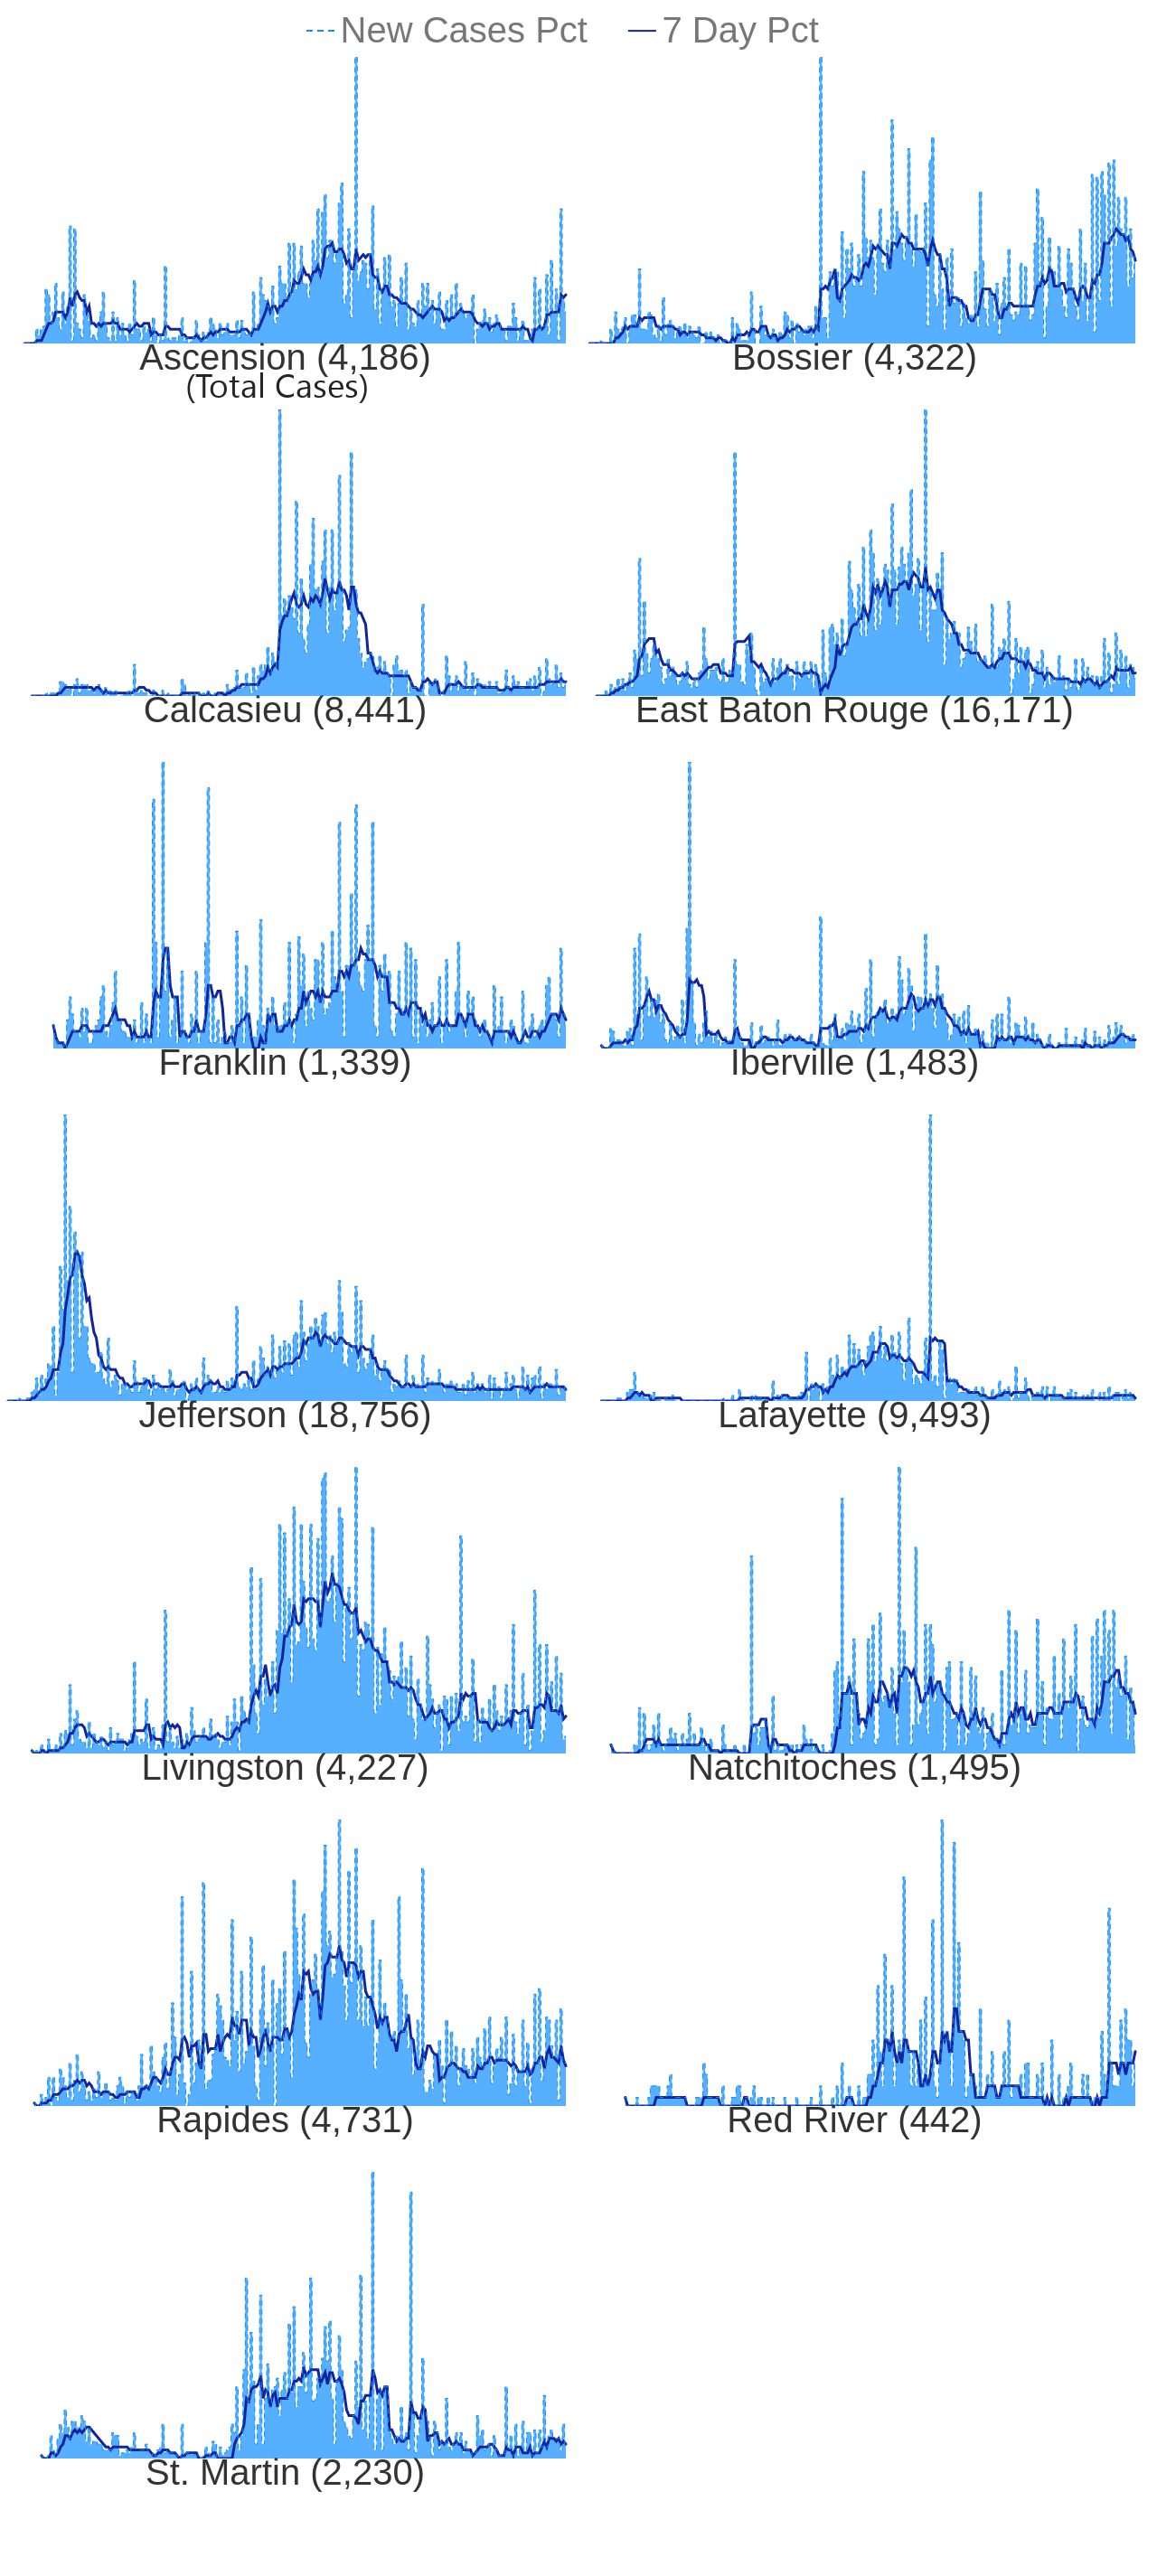 New Cases Pct 7 Day Pct
Ascension (4,186) Bossier (4,322)
(Total Cases)
Calcasieu (8,441) East Baton Rouge (16,171)
Franklin (1,339) Iberville (1,483)
Jefferson (18,756) Lafayette (9,493)
Livingston (4,227) Natchitoches (1,495)
Rapides (4,731) Red River (442)
St. Martin (2,230)